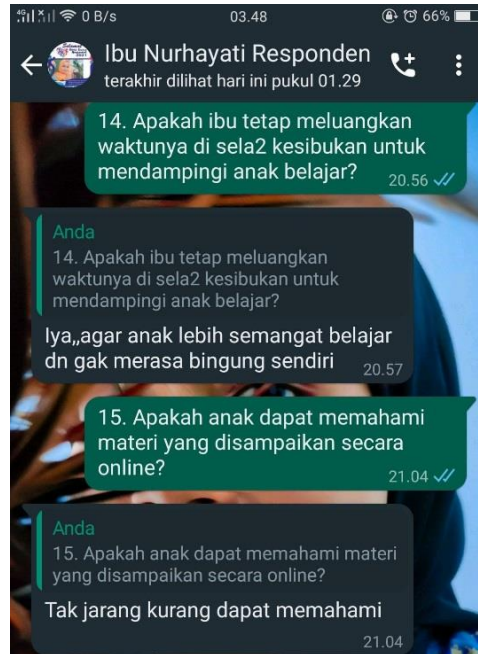 0 B/s 03.48 66%
Ibu Nurhayati Responden
terakhir dilihat hari ini pukul 01.29
14. Apakah ibu tetap meluangkan
waktunya di sela2 kesibukan untuk
mendampingi anak belajar?
20.56
Anda
14. Apakah ibu tetap meluangkan
waktunya di sela2 kesibukan untuk
mendampingi anak belajar?
Iya,,agar anak lebih semangat belajar
dn gak merasa bingung sendiri
20.57
15. Apakah anak dapat memahami
materi yang disampaikan secara
online?
21.04
Anda
15. Apakah anak dapat memahami materi
yang disampaikan secara online?
Tak jarang kurang dapat memahami
21.04